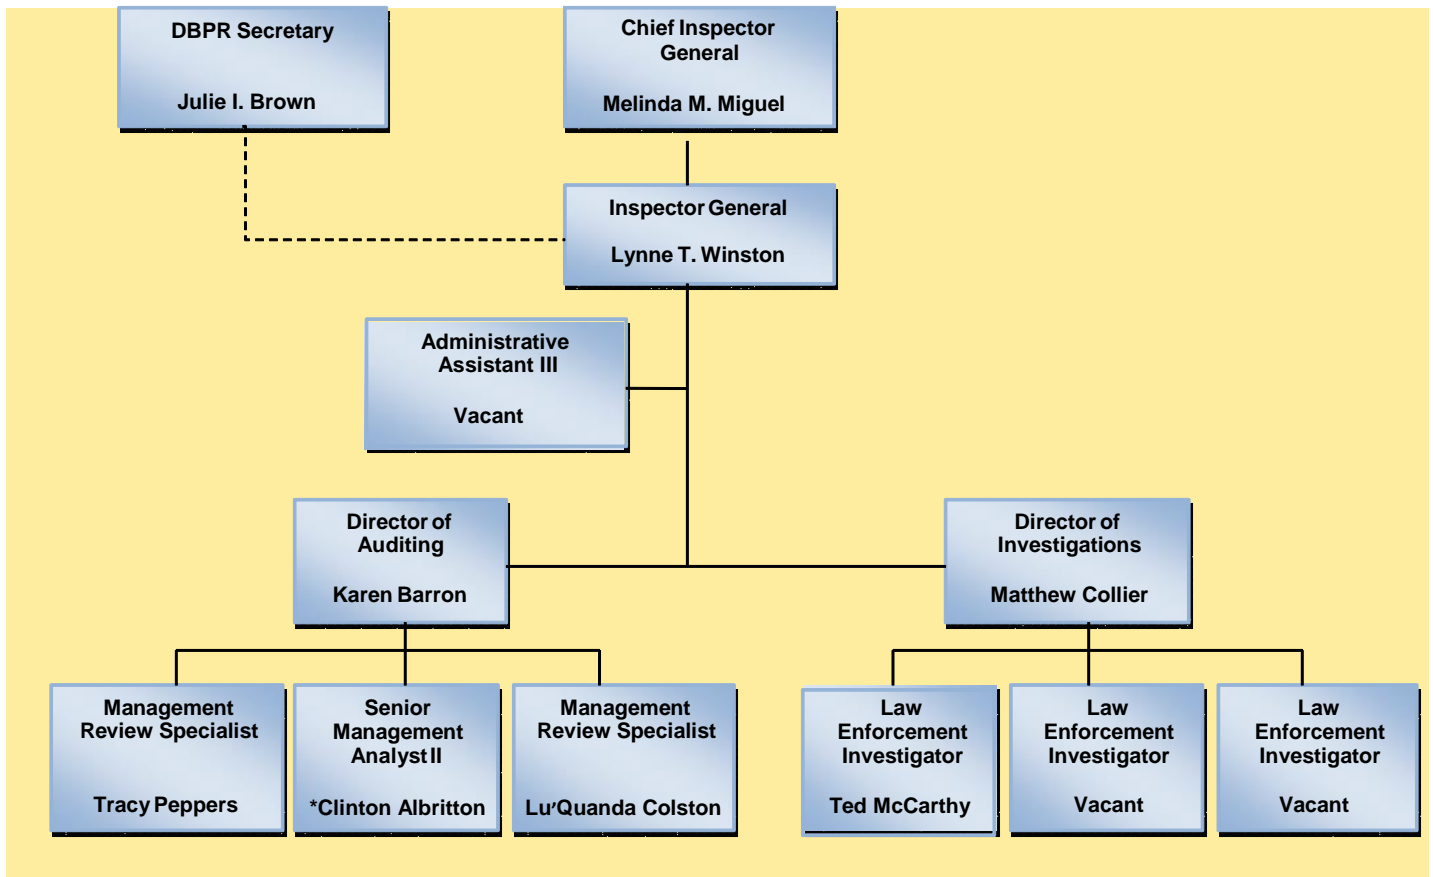 DBPR Secretary
Julie I. Brown
Chief Inspector
General
Melinda M. Miguel
Inspector General
Lynne T. Winston
Administrative
Assistant III
Vacant
Director of
Auditing
Karen Barron
Director of
Investigations
Matthew Collier
Management
Review Specialist
Tracy Peppers
Senior
Management
Analyst II
*Clinton Albritton
Management
Review Specialist
Lu’Quanda Colston
Law
Enforcement
Investigator
Ted McCarthy
Law
Enforcement
Investigator
Vacant
Law
Enforcement
Investigator
Vacant